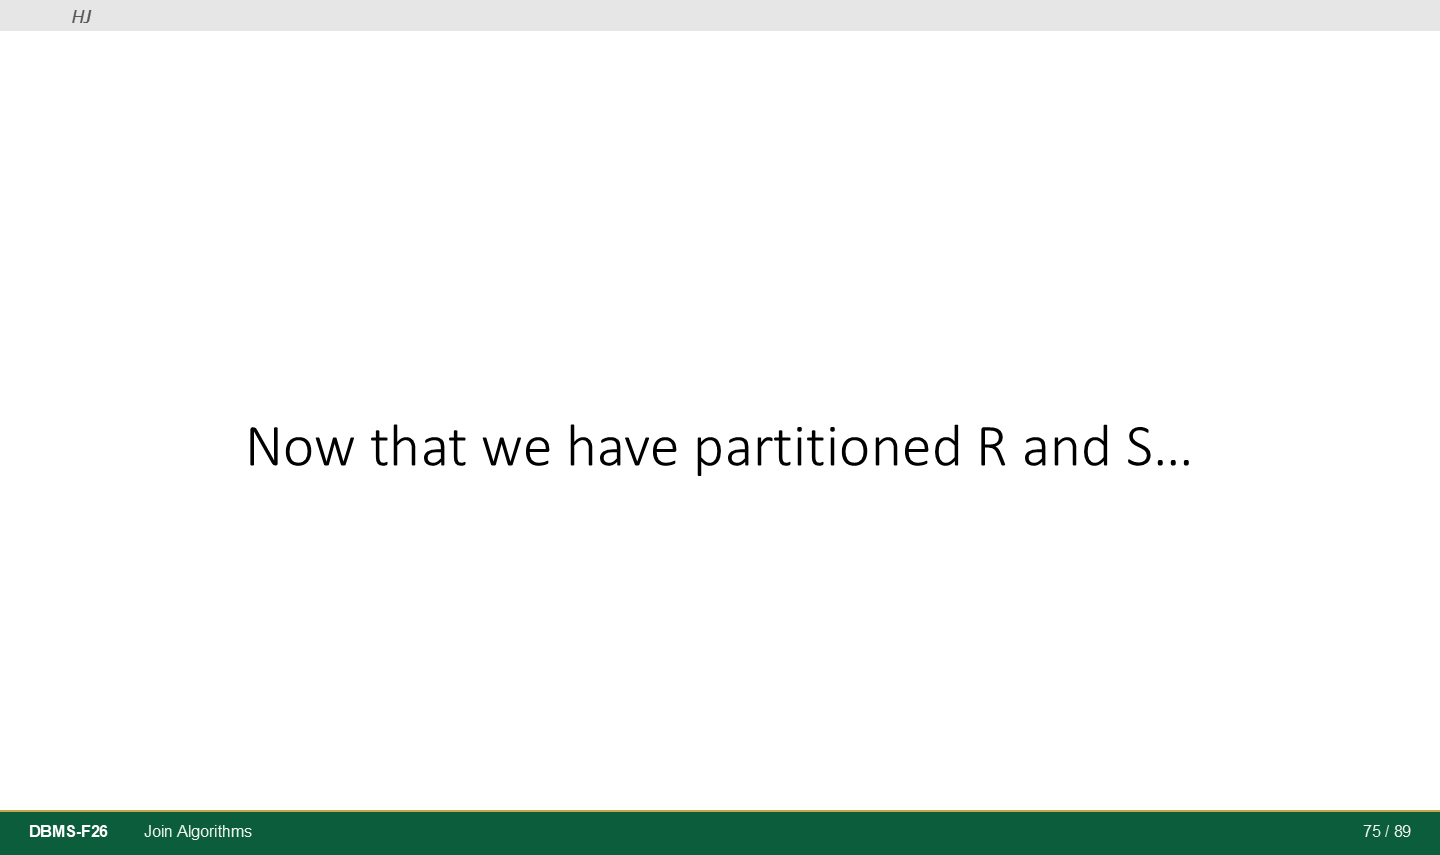 HJ
Now that we have partitioned R and S…
DBMS-F26 Join Algorithms 75 / 89